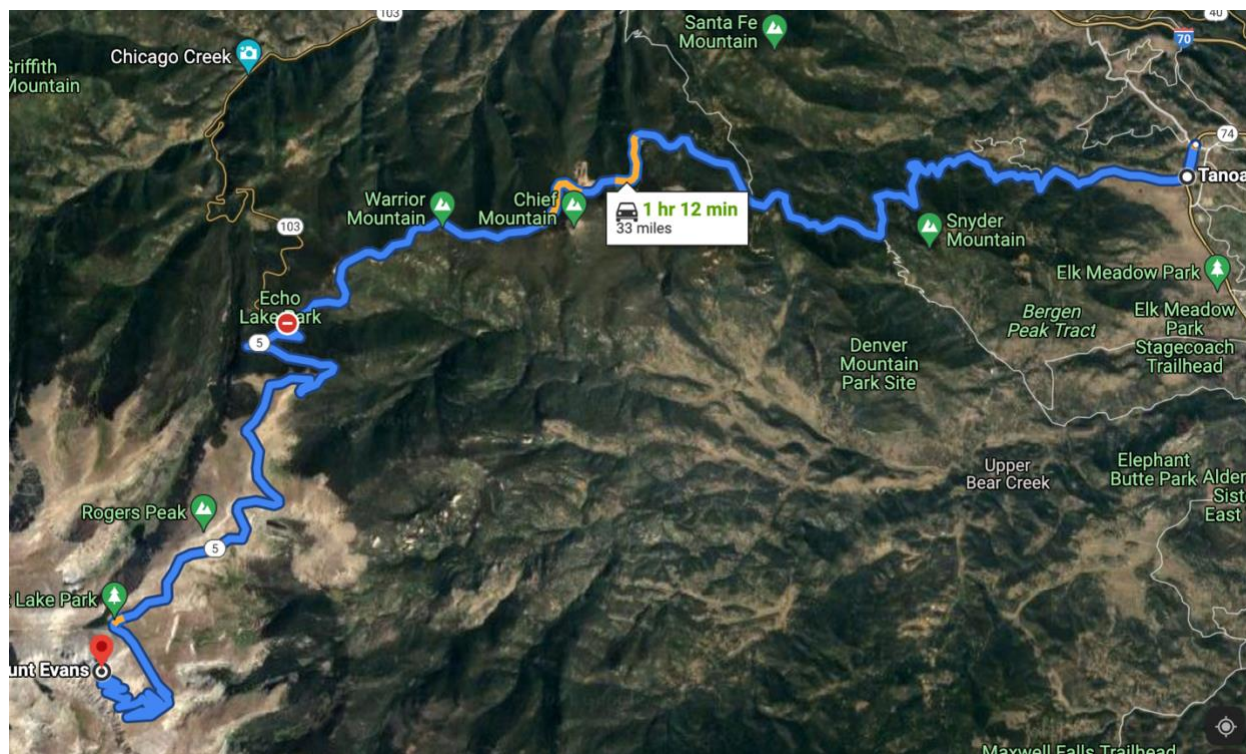 103
40
Santa Fe
Mountain
70
Chicago Creek
Griffith
Mountain
74
Tanoa
Warrior
Mountain
Chief
Mountain
1 hr 12 min
33 miles
Snyder
Mountain
103
Elk Meadow Park
Echo
Lake Park
5
Bergen
Peak Tract
Elk Meadow
Park
Stagecoach
Trailhead
Denver
Mountain
Park Site
Upper
Bear Creek
Elephant
Butte Park
Alder
Sist
East
Rogers Peak
5
t Lake Park
unt Evans
Maxwell Falls Trailhead